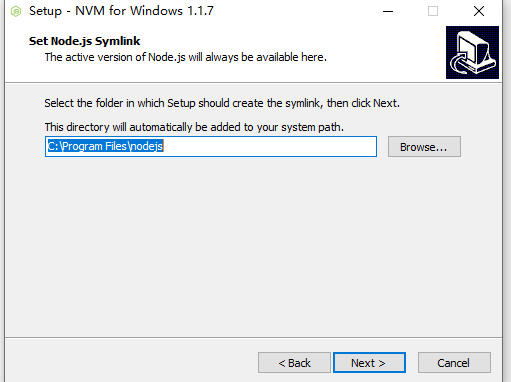 Setup - NVM for Windows 1.1.7
Set Node.js Symlink
The active version of Node.js will always be available here.
Select the folder in which Setup should create the symlink, then click Next.
This directory will automatically be added to your system path.
C:\Program Files\nodejs
Browse...
< Back
Next >
Cancel